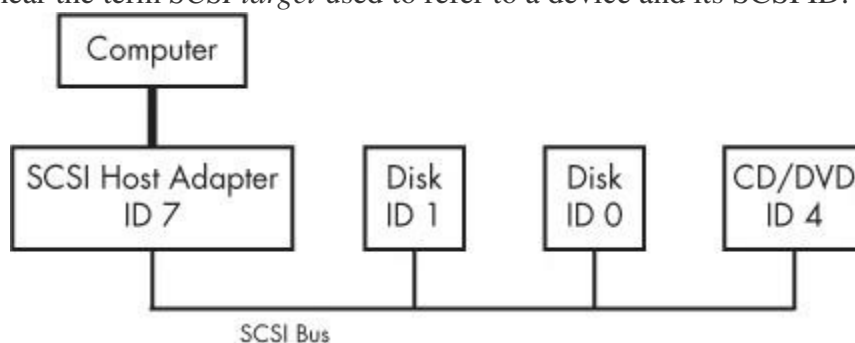 near the term SCSI target used to refer to a device and its SCSI ID.
Computer
SCSI Host Adapter
ID 7
Disk
ID 1
Disk
ID 0
CD/DVD
ID 4
SCSI Bus